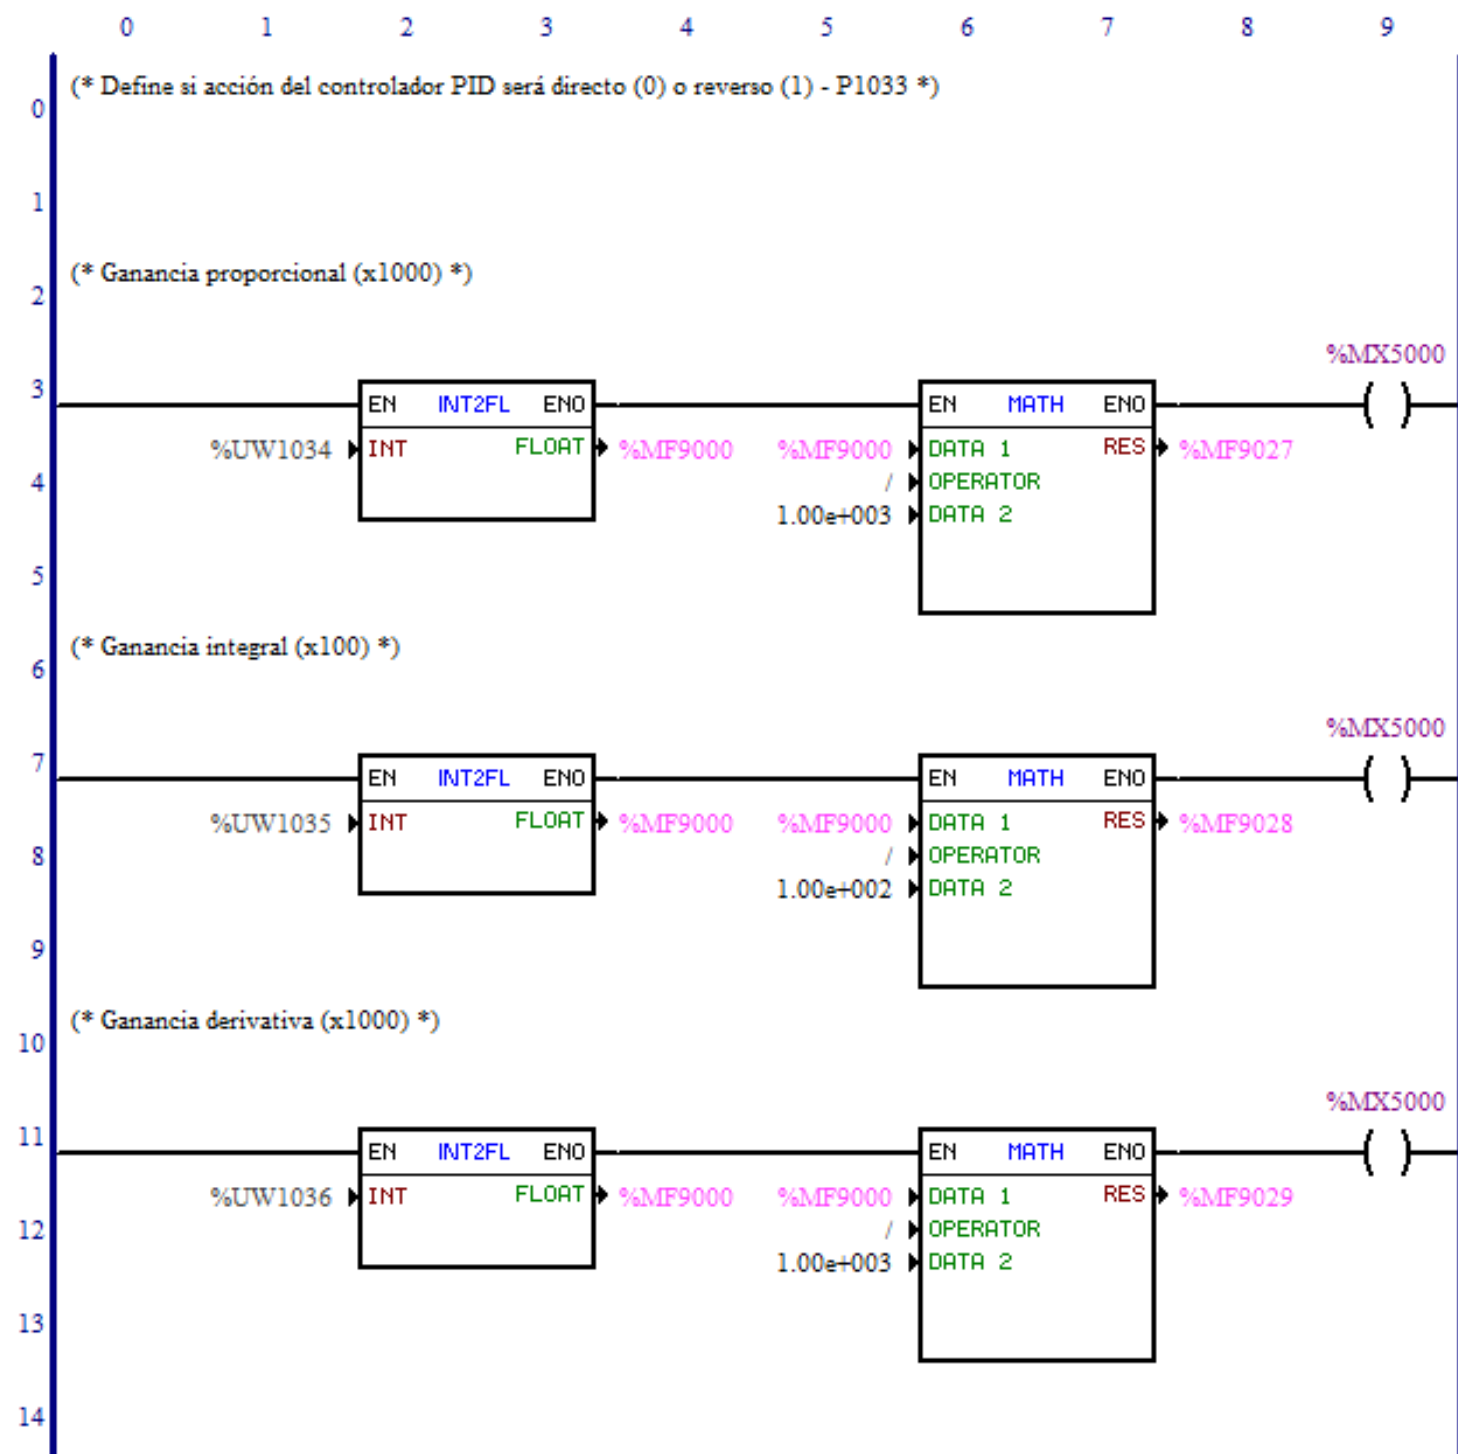 0 1 2 3 4 5 6 7 8 9
(* Define si acción del controlador PID será directo (0) o reverso (1) - P1033 *)
0
1
(* Ganancia proporcional (x1000) *)
2
%MX5000
3 EN INT2FL ENO EN MATH ENO ( )
%UW1034 INT FLOAT %MF9000 %MF9000 DATA 1 RES %MF9027
4 / OPERATOR
1.00e+003 DATA 2
5
(* Ganancia integral (x100) *)
6
%MX5000
7 EN INT2FL ENO EN MATH ENO ( )
%UW1035 INT FLOAT %MF9000 %MF9000 DATA 1 RES %MF9028
8 / OPERATOR
1.00e+002 DATA 2
9
(* Ganancia derivativa (x1000) *)
10
%MX5000
11 EN INT2FL ENO EN MATH ENO ( )
%UW1036 INT FLOAT %MF9000 %MF9000 DATA 1 RES %MF9029
12 / OPERATOR
1.00e+003 DATA 2
13
14